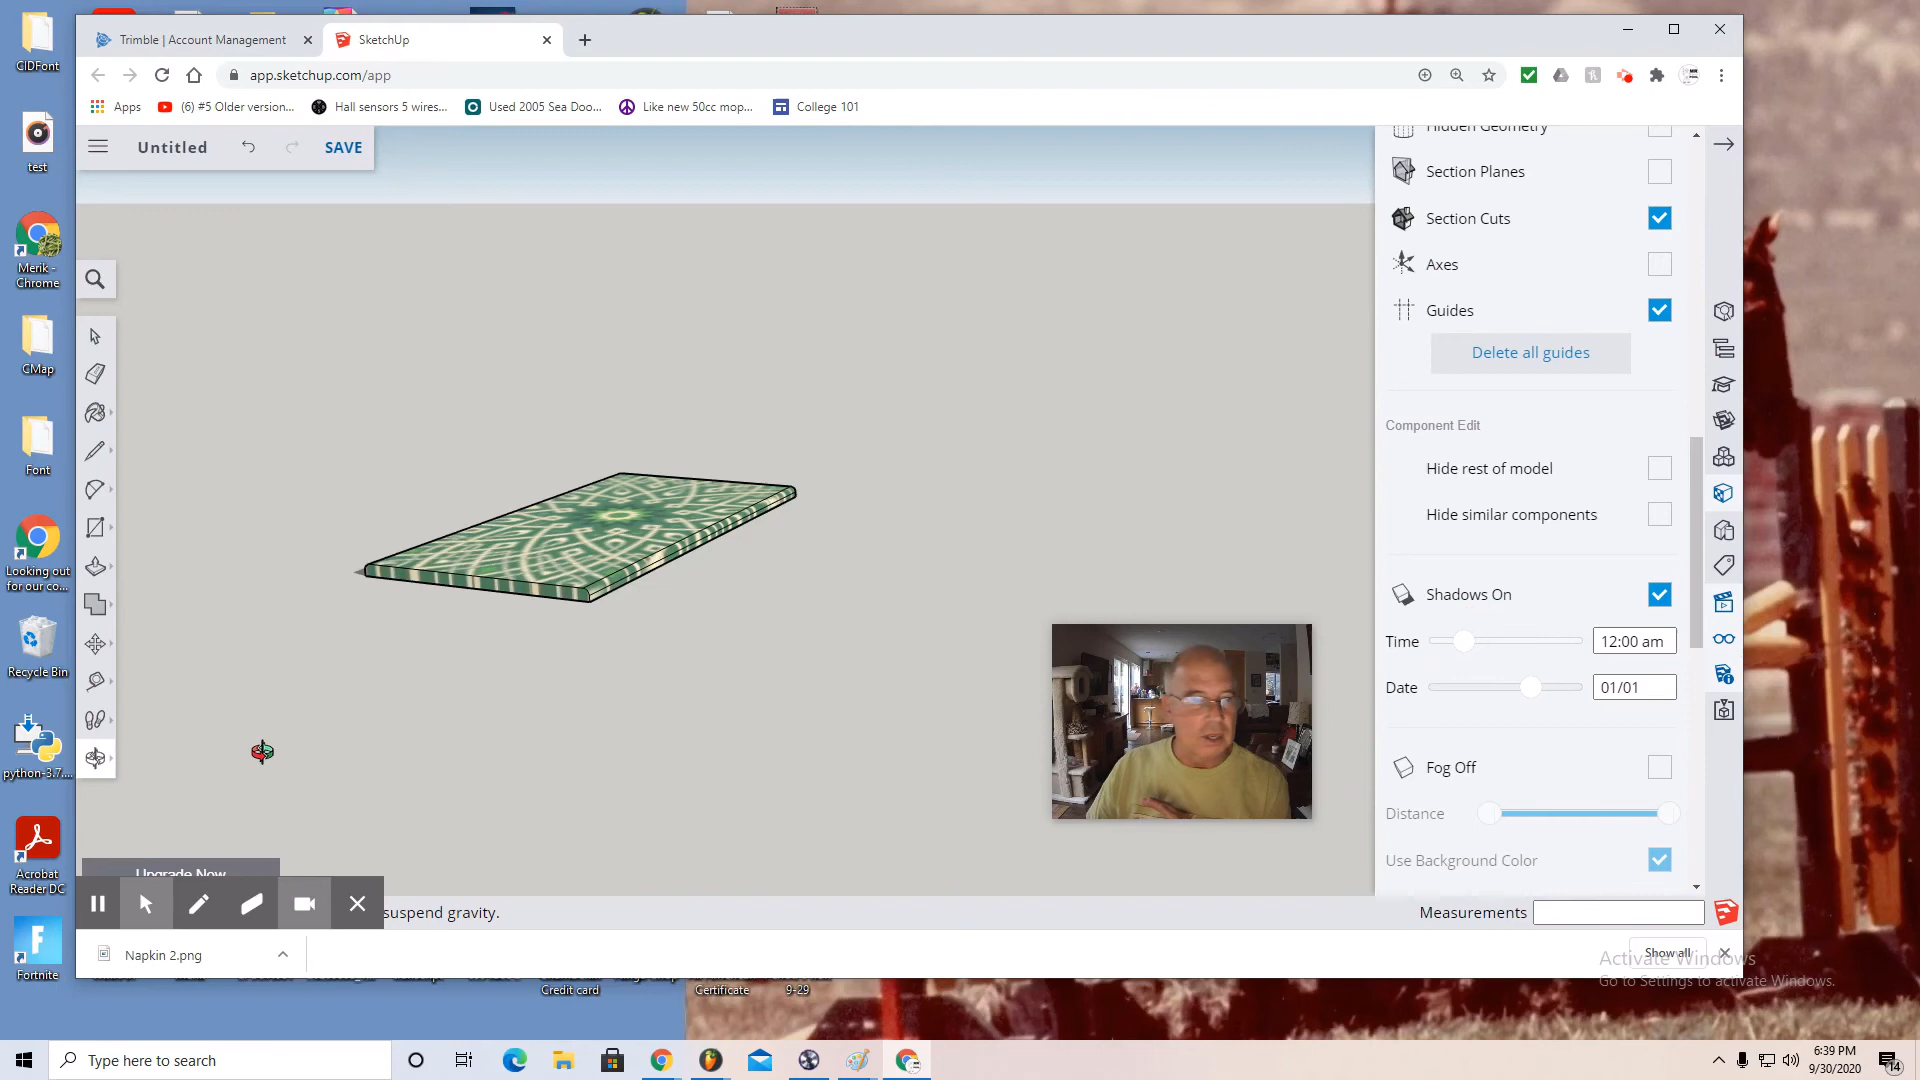 CIDFont
test
Merik -
Chrome
CMap
Font
Looking out
for our co...
Recycle Bin
python-3.7....
Acrobat
Reader DC
Fortnite
Trimble | Account Management
SketchUp
app.sketchup.com/app
Apps
(6) #5 Older version...
Hall sensors 5 wires...
Used 2005 Sea Doo...
Like new 50cc mop...
College 101
Untitled
SAVE
Hidden Geometry
Section Planes
Section Cuts
Axes
Guides
Delete all guides
Component Edit
Hide rest of model
Hide similar components
Shadows On
Time
12:00 am
Date
01/01
Fog Off
Distance
Use Background Color
Upgrade Now
suspend gravity.
Measurements
Napkin 2.png
Show all
Activate Windows
Go to Settings to activate Windows.
Credit card
Certificate
9-29
Type here to search
6:39 PM
9/30/2020
14